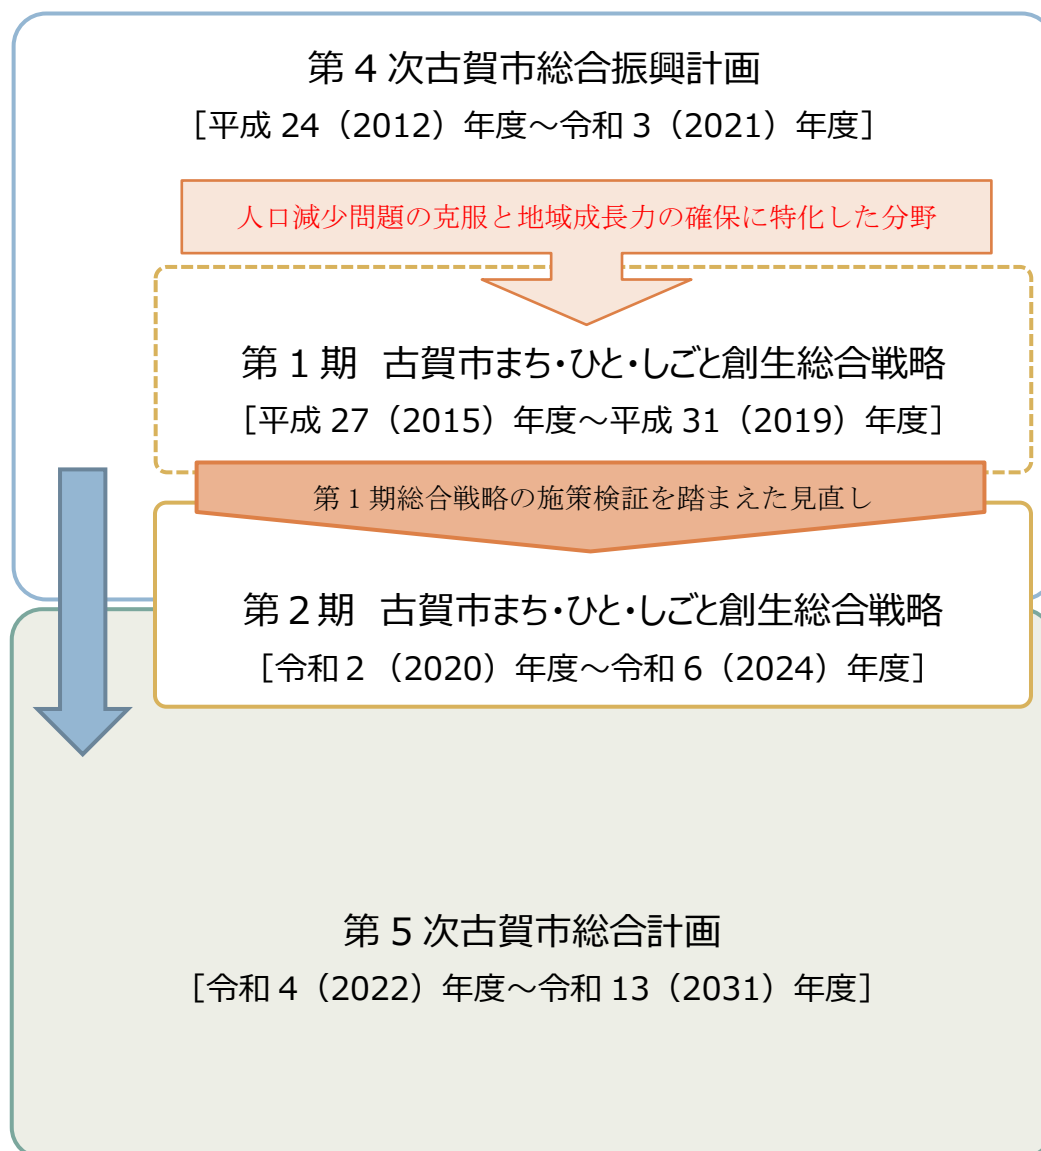 第 4 次古賀市総合振興計画
［平成 24（2012）年度～令和 3（2021）年度］
人口減少問題の克服と地域成長力の確保に特化した分野
第 1 期 古賀市まち・ひと・しごと創生総合戦略
［平成 27（2015）年度～平成 31（2019）年度］
第 1 期総合戦略の施策検証を踏まえた見直し
第 2 期 古賀市まち・ひと・しごと創生総合戦略
［令和 2（2020）年度～令和 6（2024）年度］
第 5 次古賀市総合計画
［令和 4（2022）年度～令和 13（2031）年度］